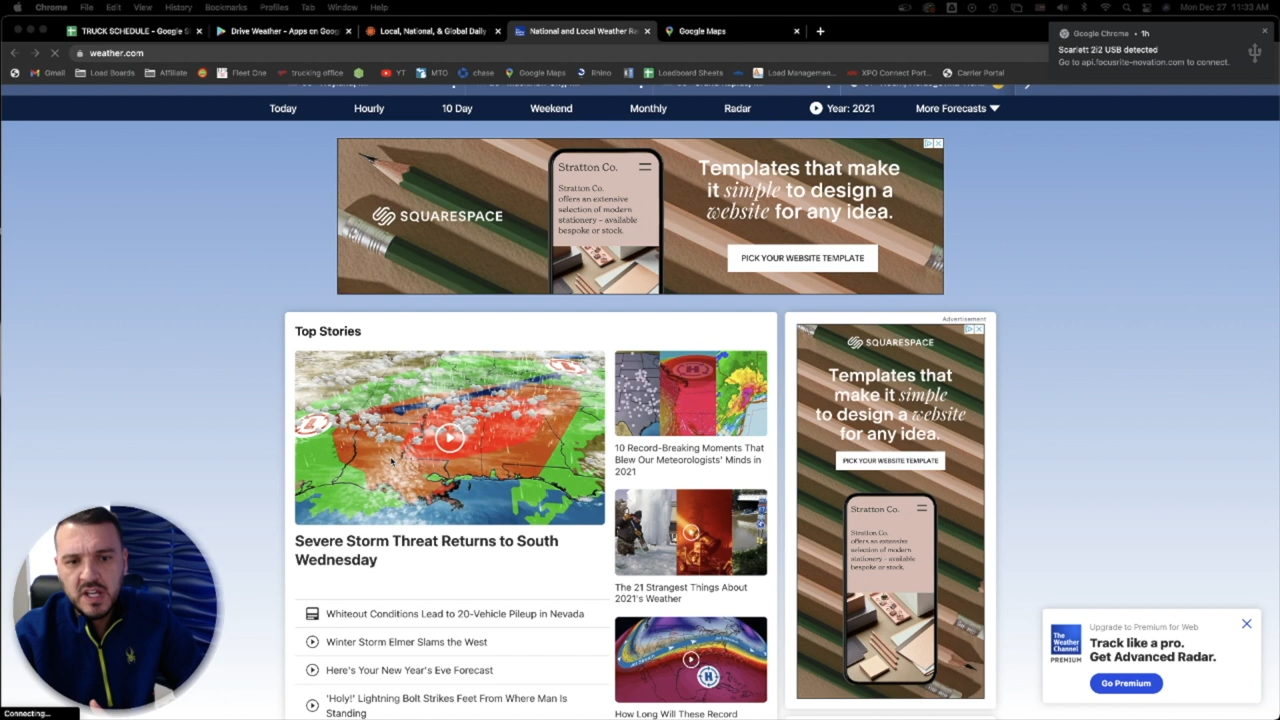 Chrome File Edit View History Bookmarks Profiles Tab Window Help
Mon Dec 27 11:33 AM
TRUCK SCHEDULE - Google S
Drive Weather - Apps on Goog
Local, National, & Global Daily
National and Local Weather Ra
Google Maps
weather.com
Google Chrome • 1h
Scarlett 2i2 USB detected
Go to api.focusrite-novation.com to connect.
Gmail Load Boards Affiliate Fleet One trucking office YT MTO chase Google Maps Rhino Loadboard Sheets Load Managemen... XPO Connect Port... Carrier Portal
Today Hourly 10 Day Weekend Monthly Radar Year: 2021 More Forecasts
SQUARESPACE
Stratton Co.
Stratton Co.
offers an extensive
selection of modern
stationery – available
bespoke or stock.
Templates that make
it simple to design a
website for any idea.
PICK YOUR WEBSITE TEMPLATE
Top Stories
Severe Storm Threat Returns to South
Wednesday
Whiteout Conditions Lead to 20-Vehicle Pileup in Nevada
Winter Storm Elmer Slams the West
Here's Your New Year's Eve Forecast
'Holy!' Lightning Bolt Strikes Feet From Where Man Is
Standing
10 Record-Breaking Moments That
Blew Our Meteorologists' Minds in
2021
The 21 Strangest Things About
2021's Weather
H
How Long Will These Record
Advertisement
SQUARESPACE
Templates that
make it simple
to design a website
for any idea.
PICK YOUR WEBSITE TEMPLATE
Stratton Co.
Stratton Co.
offers an extensive
selection of modern
stationery – available
bespoke or stock.
The
Weather
Channel
PREMIUM
Upgrade to Premium for Web
Track like a pro.
Get Advanced Radar.
Go Premium
Connecting...